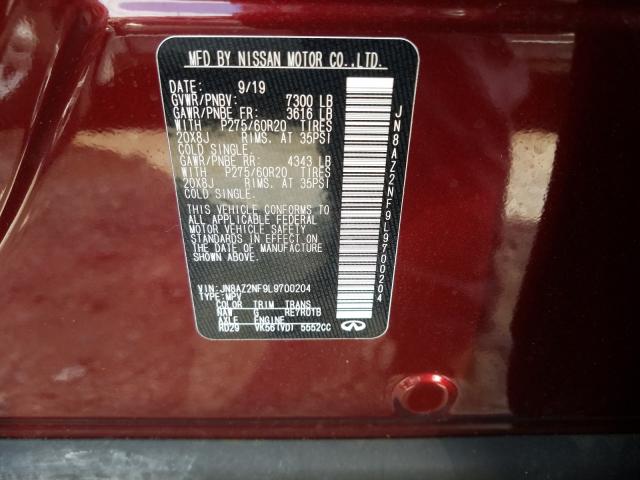 MFD BY NISSAN MOTOR CO.,LTD.
DATE: 9/19
GVWR/PNBV: 7300 LB
GAWR/PNBE FR: 3616 LB
WITH P275/60R20 TIRES
20X8J RIMS. AT 35PSI
COLD SINGLE.
GAWR/PNBE RR: 4343 LB
WITH P275/60R20 TIRES
20X8J RIMS. AT 35PSI
COLD SINGLE.
THIS VEHICLE CONFORMS TO
ALL APPLICABLE FEDERAL
MOTOR VEHICLE SAFETY
STANDARDS IN EFFECT ON
THE DATE OF MANUFACTURE
SHOWN ABOVE.
VIN: JN8AZ2NF9L9700204
TYPE: MPV
COLOR TRIM TRANS
NAW G RE7R01B
AXLE ENGINE
RD29 VK56(VD) 5552CC
JN8AZ2NF9L9700204